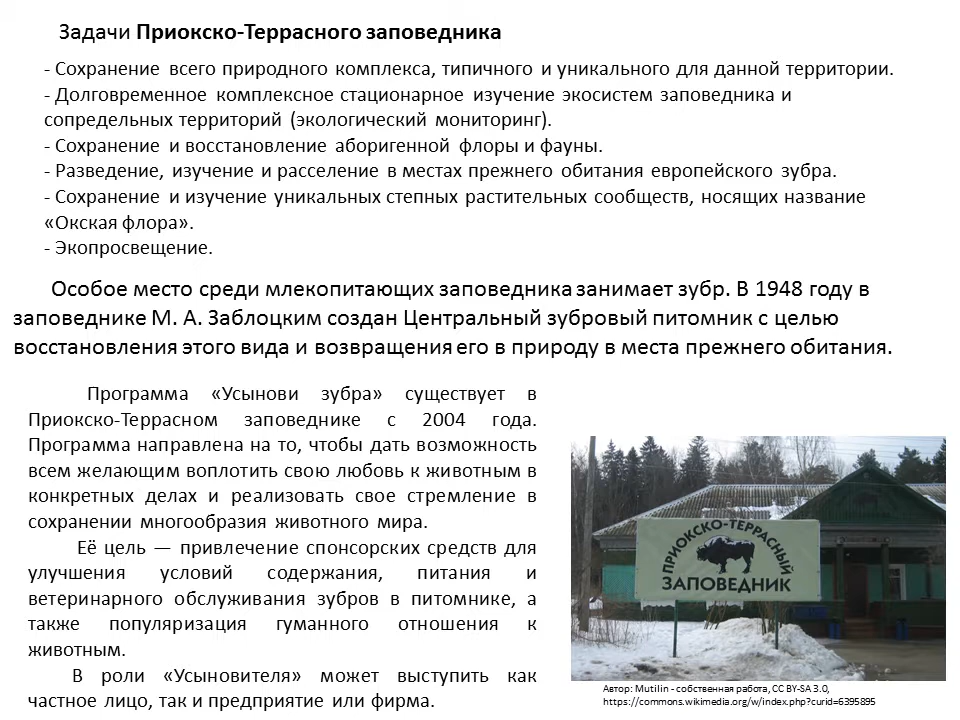 Задачи Приокско-Террасного заповедника
- Сохранение всего природного комплекса, типичного и уникального для данной территории.
- Долговременное комплексное стационарное изучение экосистем заповедника и
сопредельных территорий (экологический мониторинг).
- Сохранение и восстановление аборигенной флоры и фауны.
- Разведение, изучение и расселение в местах прежнего обитания европейского зубра.
- Сохранение и изучение уникальных степных растительных сообществ, носящих название
«Окская флора».
- Экопросвещение.
Особое место среди млекопитающих заповедника занимает зубр. В 1948 году в
заповеднике М. А. Заблоцким создан Центральный зубровый питомник с целью
восстановления этого вида и возвращения его в природу в места прежнего обитания.
Программа «Усынови зубра» существует в
Приокско-Террасном заповеднике с 2004 года.
Программа направлена на то, чтобы дать возможность
всем желающим воплотить свою любовь к животным в
конкретных делах и реализовать свое стремление в
сохранении многообразия животного мира.
Её цель — привлечение спонсорских средств для
улучшения условий содержания, питания и
ветеринарного обслуживания зубров в питомнике, а
также популяризация гуманного отношения к
животным.
В роли «Усыновителя» может выступить как
частное лицо, так и предприятие или фирма.
ПРИОКСКО-ТЕРРАСНЫЙ
ЗАПОВЕДНИК
Автор: Mutilin - собственная работа, CC BY-SA 3.0,
https://commons.wikimedia.org/w/index.php?curid=6395895